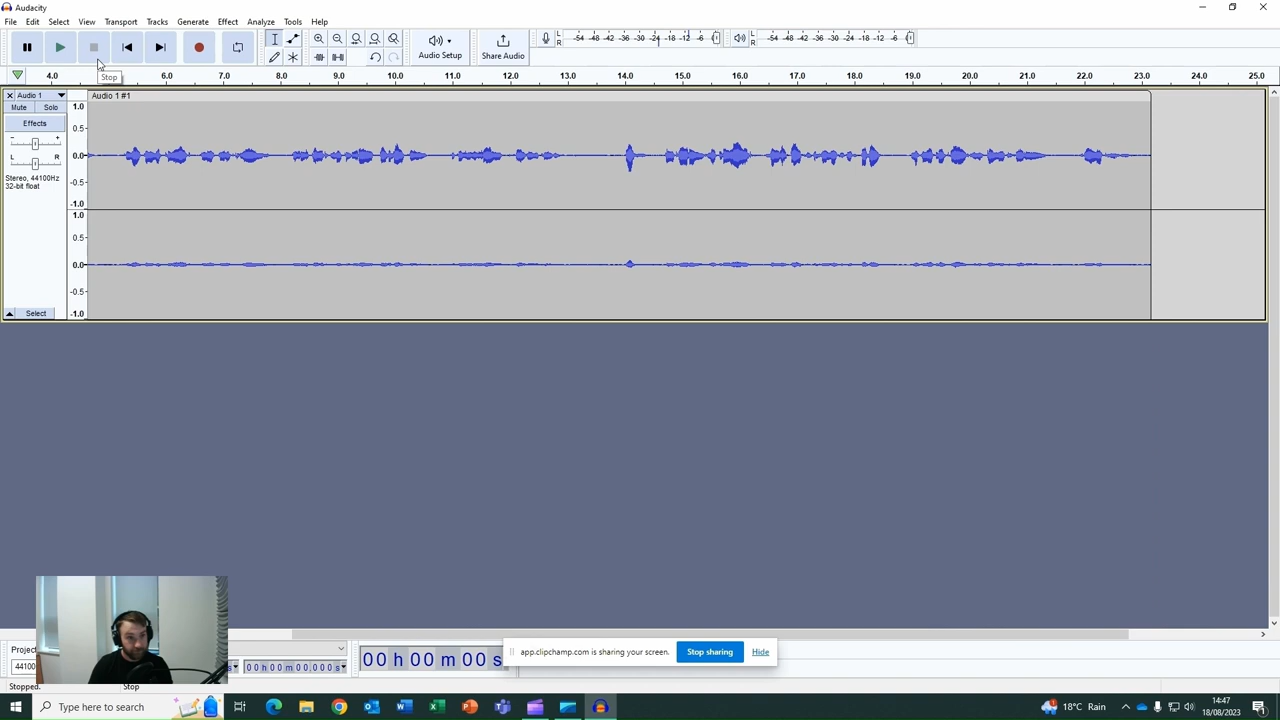 Audacity
File Edit Select View Transport Tracks Generate Effect Analyze Tools Help
Audio Setup
Share Audio
L
R
-54 -48 -42 -36 -30 -24 -18 -12 -6
L
R
-54 -48 -42 -36 -30 -24 -18 -12 -6
Stop
4.0 6.0 7.0 8.0 9.0 10.0 11.0 12.0 13.0 14.0 15.0 16.0 17.0 18.0 19.0 20.0 21.0 22.0 23.0 24.0 25.0
Audio 1
Audio 1 #1
Mute Solo
Effects
- +
L R
Stereo, 44100Hz
32-bit float
Select
1.0
0.5
0.0
-0.5
-1.0
1.0
0.5
0.0
-0.5
-1.0
44100
00 h 00 m 00.000 s
00 h 00 m 00 s
app.clipchamp.com is sharing your screen.
Stop sharing
Hide
Stopped.
Stop
Type here to search
18°C Rain
14:47
18/08/2023